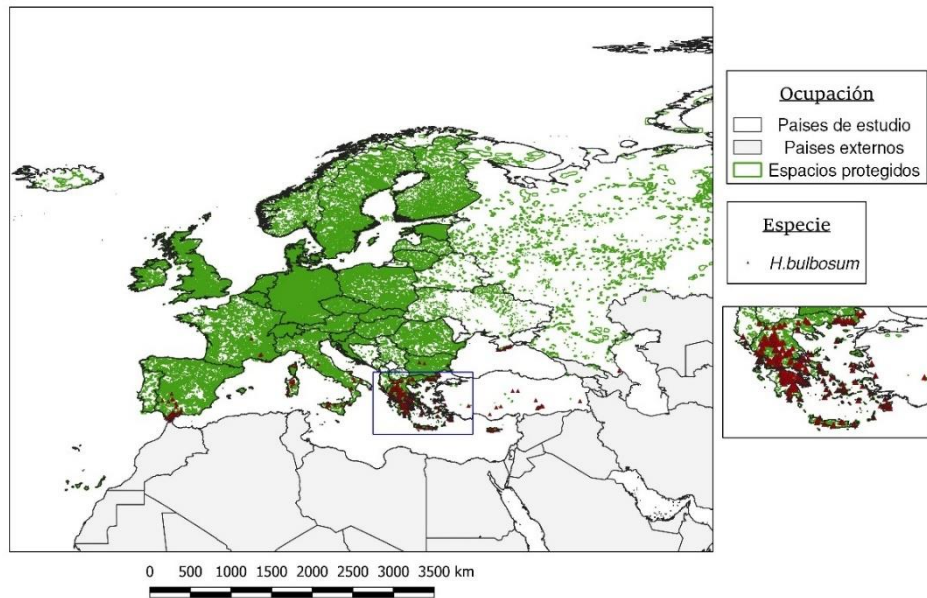 Ocupación
Paises de estudio
Paises externos
Espacios protegidos
Especie
H.bulbosum
0 500 1000 1500 2000 2500 3000 3500 km